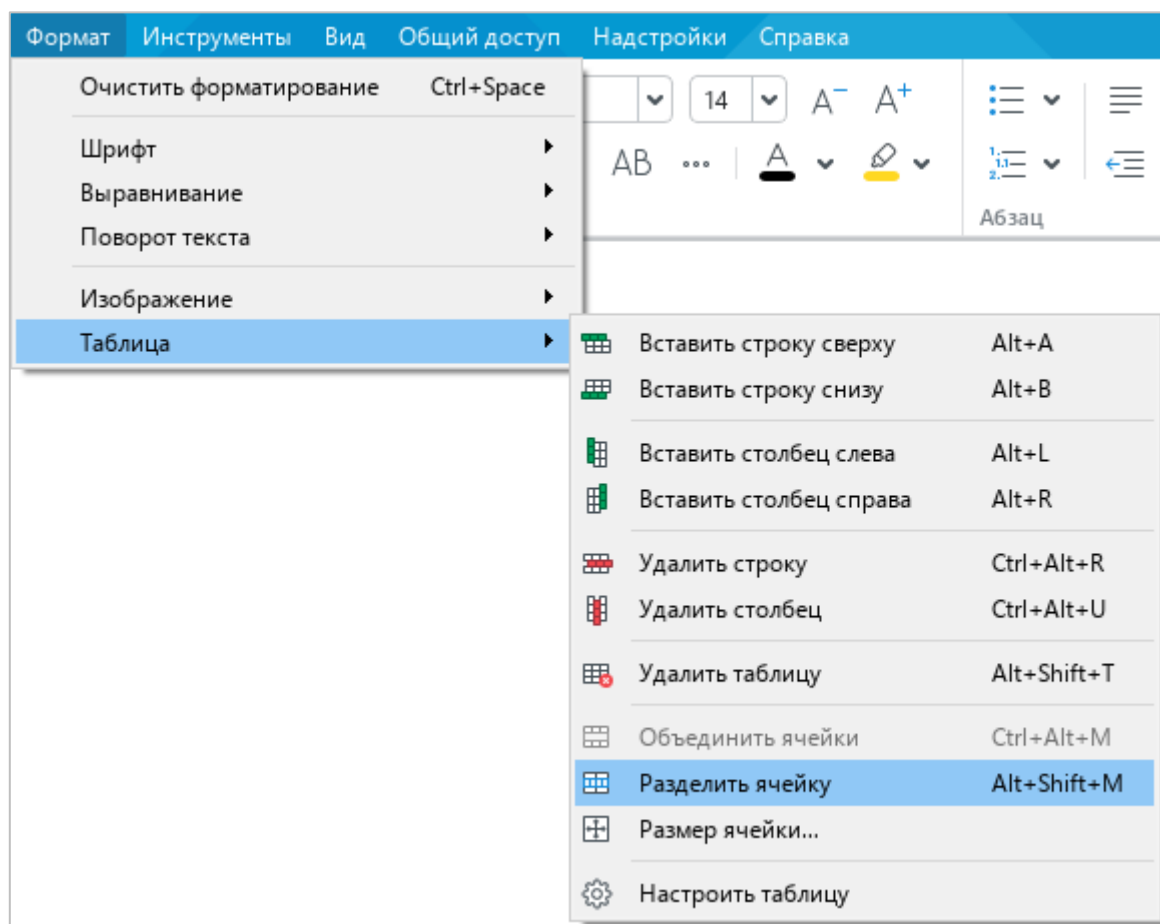 Формат Инструменты Вид Общий доступ Надстройки Справка
Очистить форматирование Ctrl+Space
14 A− A+
Шрифт
AB A
Выравнивание
Поворот текста
Абзац
Изображение
Таблица
Вставить строку сверху Alt+A
Вставить строку снизу Alt+B
Вставить столбец слева Alt+L
Вставить столбец справа Alt+R
Удалить строку Ctrl+Alt+R
Удалить столбец Ctrl+Alt+U
Удалить таблицу Alt+Shift+T
Объединить ячейки Ctrl+Alt+M
Разделить ячейку Alt+Shift+M
Размер ячейки...
Настроить таблицу